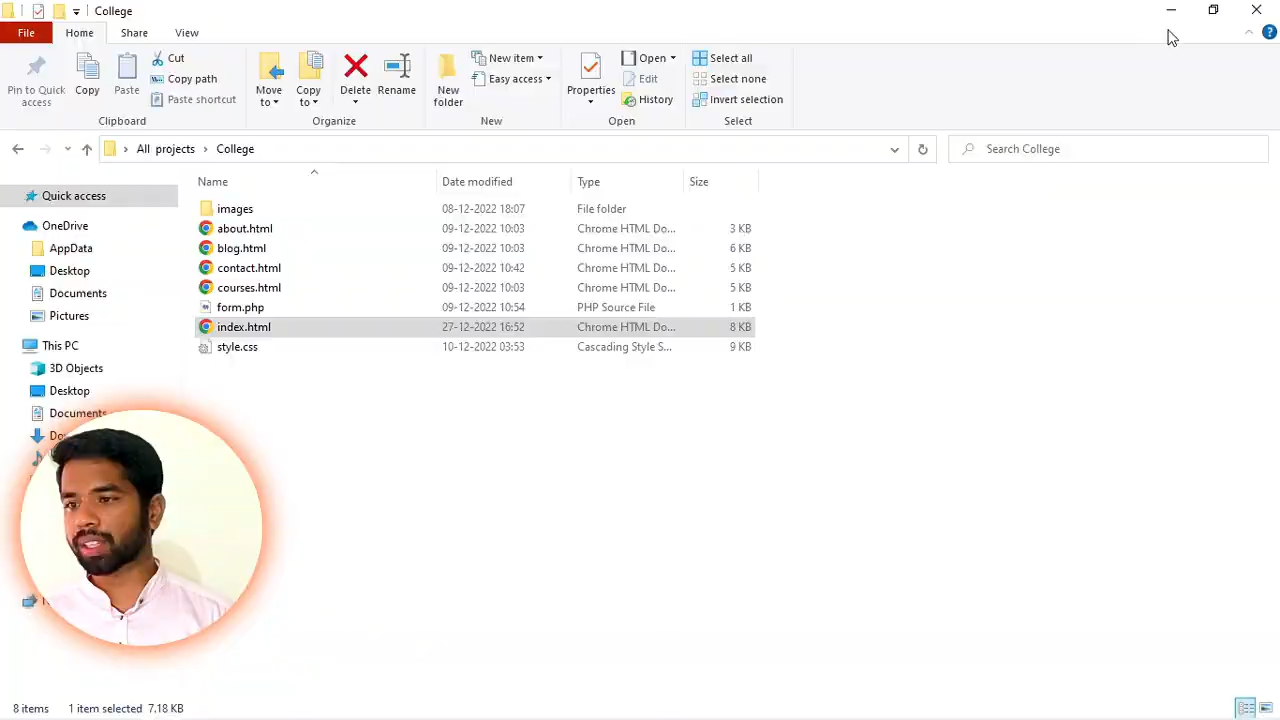 College
File Home Share View
Pin to Quick access
Copy
Paste
Cut
Copy path
Paste shortcut
Clipboard
Move to
Copy to
Delete
Rename
Organize
New folder
New item
Easy access
New
Properties
Open
Edit
History
Open
Select all
Select none
Invert selection
Select
All projects College
Search College
Name Date modified Type Size
Quick access
OneDrive
AppData
Desktop
Documents
Pictures
This PC
3D Objects
Desktop
Documents
images 08-12-2022 18:07 File folder
about.html 09-12-2022 10:03 Chrome HTML Do... 3 KB
blog.html 09-12-2022 10:03 Chrome HTML Do... 6 KB
contact.html 09-12-2022 10:42 Chrome HTML Do... 5 KB
courses.html 09-12-2022 10:03 Chrome HTML Do... 5 KB
form.php 09-12-2022 10:54 PHP Source File 1 KB
index.html 27-12-2022 16:52 Chrome HTML Do... 8 KB
style.css 10-12-2022 03:53 Cascading Style S... 9 KB
8 items 1 item selected 7.18 KB